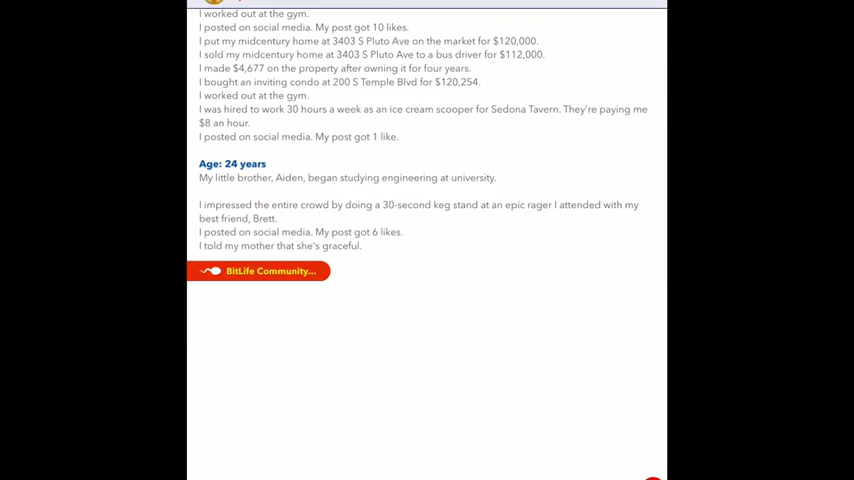 I worked out at the gym.
I posted on social media. My post got 10 likes.
I put my midcentury home at 3403 S Pluto Ave on the market for $120,000.
I sold my midcentury home at 3403 S Pluto Ave to a bus driver for $112,000.
I made $4,677 on the property after owning it for four years.
I bought an inviting condo at 200 S Temple Blvd for $120,254.
I worked out at the gym.
I was hired to work 30 hours a week as an ice cream scooper for Sedona Tavern. They're paying me
$8 an hour.
I posted on social media. My post got 1 like.
Age: 24 years
My little brother, Aiden, began studying engineering at university.
I impressed the entire crowd by doing a 30-second keg stand at an epic rager I attended with my
best friend, Brett.
I posted on social media. My post got 6 likes.
I told my mother that she's graceful.
BitLife Community...